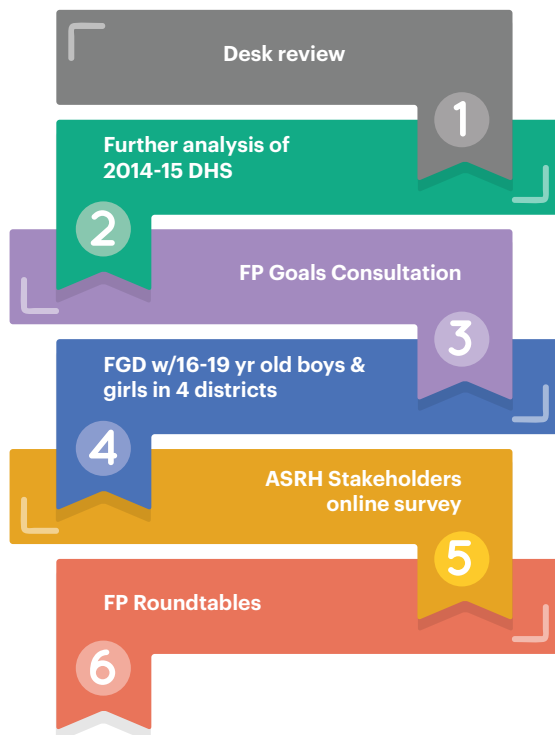 Desk review
1
Further analysis of
2014-15 DHS
2
FP Goals Consultation
3
FGD w/16-19 yr old boys &
girls in 4 districts
4
ASRH Stakeholders
online survey
5
FP Roundtables
6